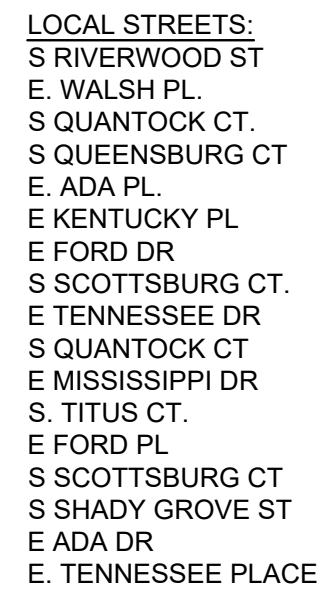 LOCAL STREETS:
S RIVERWOOD ST
E. WALSH PL.
S QUANTOCK CT.
S QUEENSBURG CT
E. ADA PL.
E KENTUCKY PL
E FORD DR
S SCOTTSBURG CT.
E TENNESSEE DR
S QUANTOCK CT
E MISSISSIPPI DR
S. TITUS CT.
E FORD PL
S SCOTTSBURG CT
S SHADY GROVE ST
E ADA DR
E. TENNESSEE PLACE